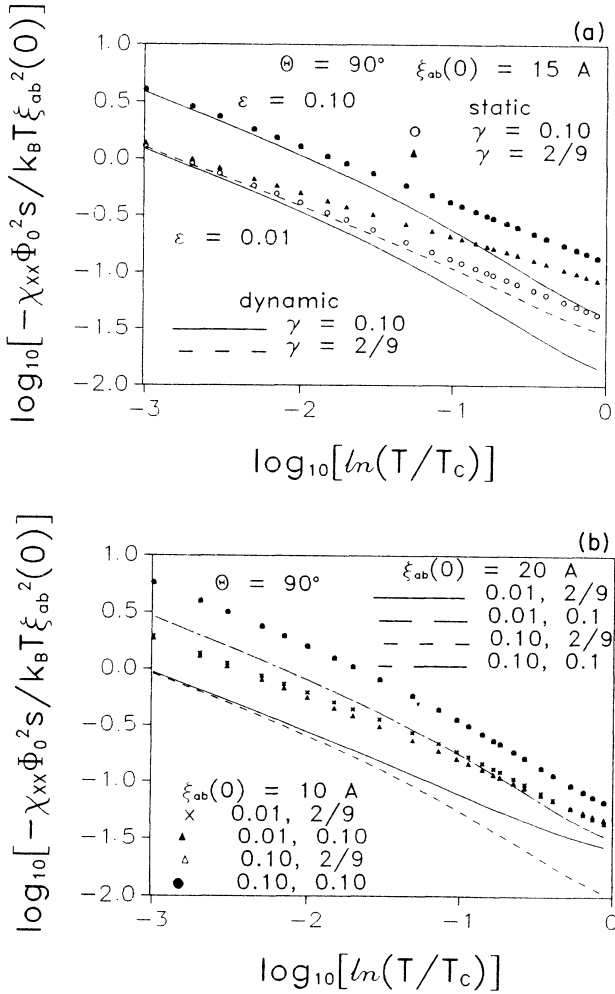 (a)
log₁₀[−χxxΦ₀²s/kBTξab²(0)]
1.0
0.5
0.0
−0.5
−1.0
−1.5
−2.0
Θ = 90° ξab(0) = 15 A
ε = 0.10
static
○ γ = 0.10
▲ γ = 2/9
ε = 0.01
dynamic
γ = 0.10
γ = 2/9
−3 −2 −1 0
log₁₀[ln(T/Tc)]
(b)
log₁₀[−χxxΦ₀²s/kBTξab²(0)]
1.0
0.5
0.0
−0.5
−1.0
−1.5
−2.0
Θ = 90°
ξab(0) = 20 A
0.01, 2/9
0.01, 0.1
0.10, 2/9
0.10, 0.1
ξab(0) = 10 A
× 0.01, 2/9
▲ 0.01, 0.10
△ 0.10, 2/9
● 0.10, 0.10
−3 −2 −1 0
log₁₀[ln(T/Tc)]